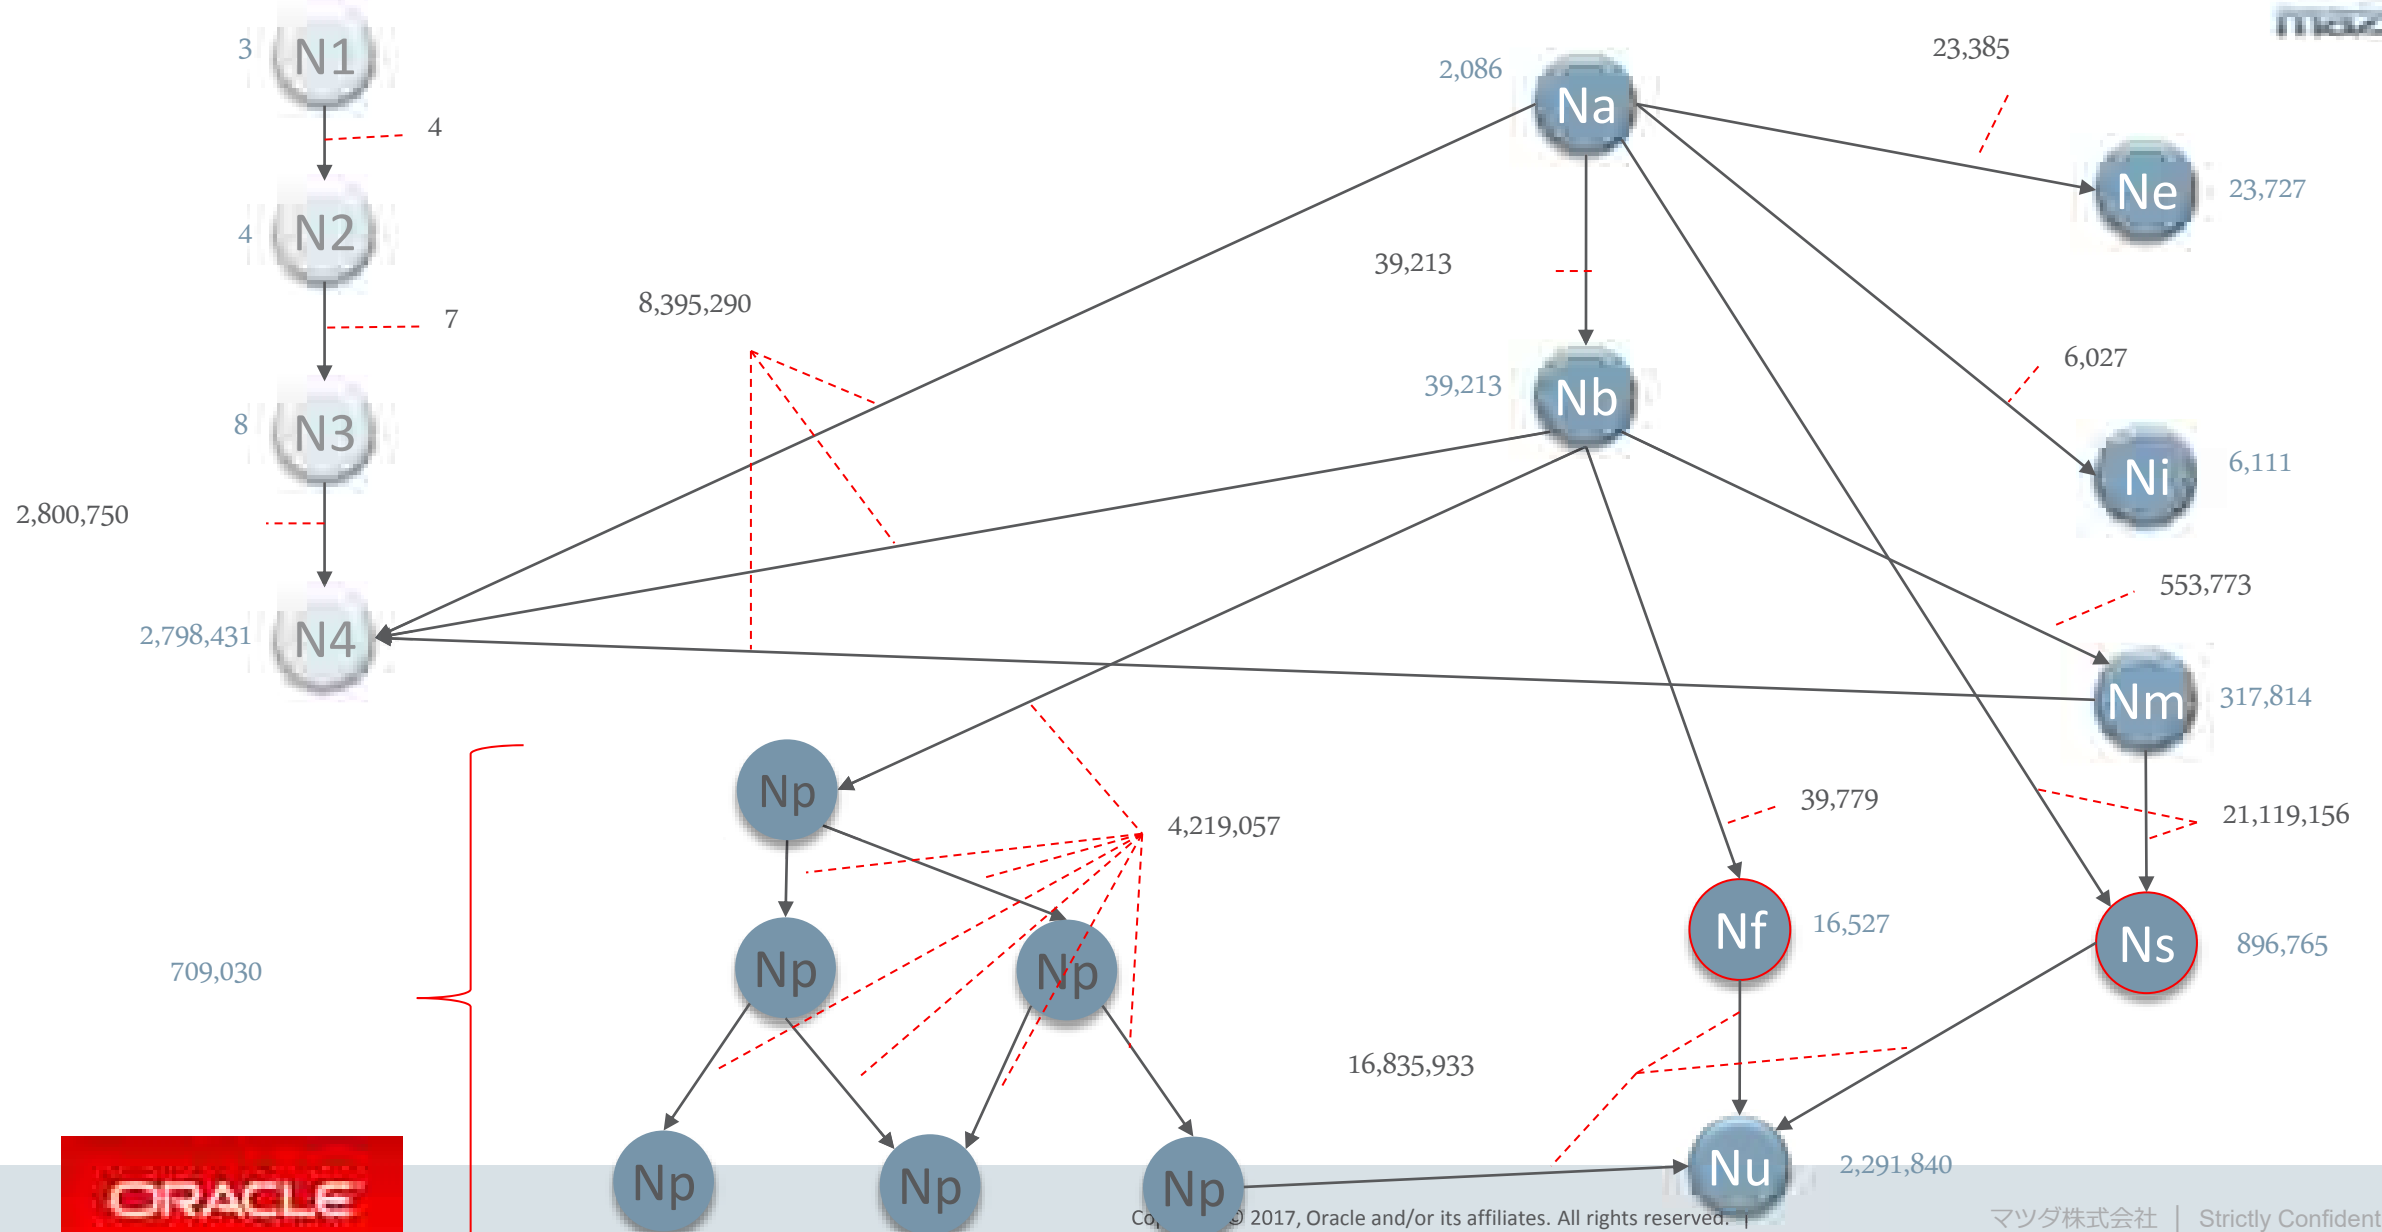 3
N1
4
2,086
Na
23,385
Ne
23,727
4
N2
7
39,213
8,395,290
6,027
8
N3
39,213
Nb
Ni
6,111
2,800,750
553,773
2,798,431
N4
Nm
317,814
Np
4,219,057
39,779
21,119,156
709,030
Np
Np
Nf
16,527
Ns
896,765
16,835,933
Np
Np
Np
Nu
2,291,840
ORACLE
© 2017, Oracle and/or its affiliates. All rights reserved. |
マツダ株式会社 | Strictly Confident